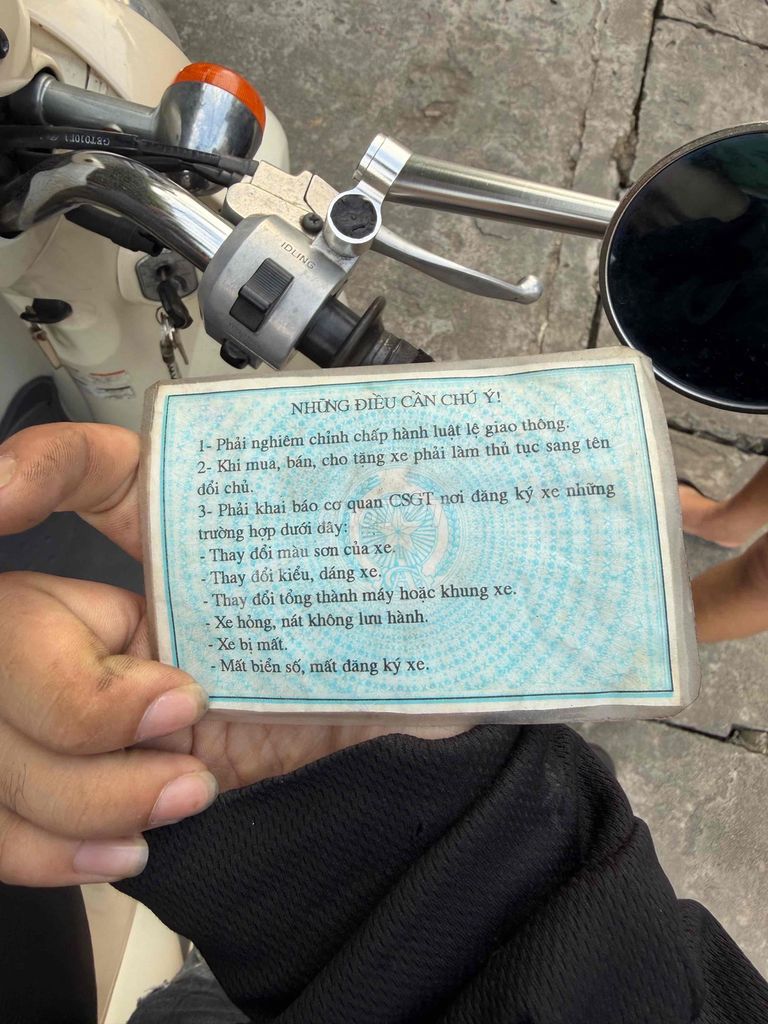 GBT010F1
IDLING
NHỮNG ĐIỀU CẦN CHÚ Ý!
1- Phải nghiêm chỉnh chấp hành luật lệ giao thông.
2- Khi mua, bán, cho tặng xe phải làm thủ tục sang tên
đổi chủ.
3- Phải khai báo cơ quan CSGT nơi đăng ký xe những
trường hợp dưới đây:
- Thay đổi màu sơn của xe.
- Thay đổi kiểu, dáng xe.
- Thay đổi tổng thành máy hoặc khung xe.
- Xe hỏng, nát không lưu hành.
- Xe bị mất.
- Mất biển số, mất đăng ký xe.